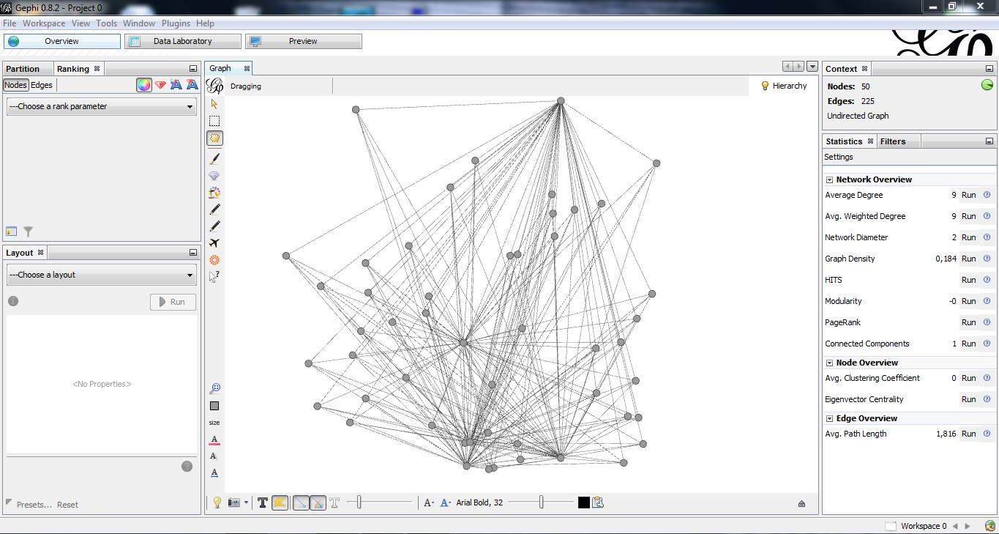 Gephi 0.8.2 - Project 0
File Workspace View Tools Window Plugins Help
Overview Data Laboratory Preview
Partition Ranking
Nodes Edges
---Choose a rank parameter
Layout
---Choose a layout
Run
<No Properties>
Presets... Reset
Graph
Dragging
Hierarchy
size
A
A
A
T T A- A- Arial Bold, 32
Context
Nodes: 50
Edges: 225
Undirected Graph
Statistics Filters
Settings
Network Overview
Average Degree 9 Run
Avg. Weighted Degree 9 Run
Network Diameter 2 Run
Graph Density 0,184 Run
HITS Run
Modularity -0 Run
PageRank Run
Connected Components 1 Run
Node Overview
Avg. Clustering Coefficient 0 Run
Eigenvector Centrality Run
Edge Overview
Avg. Path Length 1,816 Run
Workspace 0